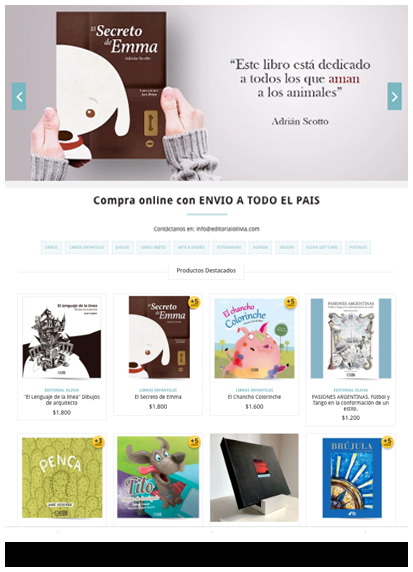 El Secreto
de Emma
Adrián Scotto
“Este libro está dedicado
a todos los que aman
a los animales”
Adrián Scotto
Compra online con ENVIO A TODO EL PAIS
Contáctanos en: info@editorialolivia.com
LIBROS
LIBROS INFANTILES
JUEGOS
LIBRO OBJETO
ARTE & DISEÑO
FOTOGRAFIAS
AGENDA
OLIVIA GIFT CARD
POSTALES
Productos Destacados
El lenguaje de la línea
El Secreto
de Emma
+5
El chancho
Colorinche
+5
PASIONES ARGENTINAS
EDITORIAL OLIVIA
"El Lenguaje de la línea" Dibujos
de arquitecto
$1.800
LIBROS INFANTILES
El Secreto de Emma
$1.800
LIBROS INFANTILES
El Chancho Colorinche
$1.600
EDITORIAL OLIVIA
PASIONES ARGENTINAS. Fútbol y
Tango en la conformación de un
estilo.
$1.200
PENCA
+3
Tilo
+5
BRÚJULA
+5